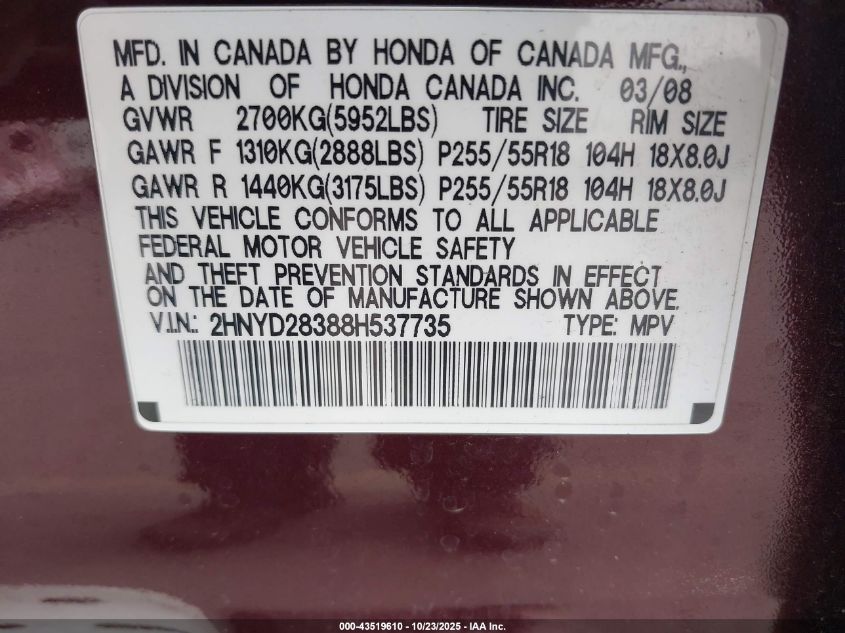 MFD. IN CANADA BY HONDA OF CANADA MFG.,
A DIVISION OF HONDA CANADA INC. 03/08
GVWR 2700KG(5952LBS) TIRE SIZE RIM SIZE
GAWR F 1310KG(2888LBS) P255/55R18 104H 18X8.0J
GAWR R 1440KG(3175LBS) P255/55R18 104H 18X8.0J
THIS VEHICLE CONFORMS TO ALL APPLICABLE
FEDERAL MOTOR VEHICLE SAFETY
AND THEFT PREVENTION STANDARDS IN EFFECT
ON THE DATE OF MANUFACTURE SHOWN ABOVE.
V.I.N.: 2HNYD28388H537735 TYPE: MPV
000-43519610 - 10/23/2025 - IAA Inc.